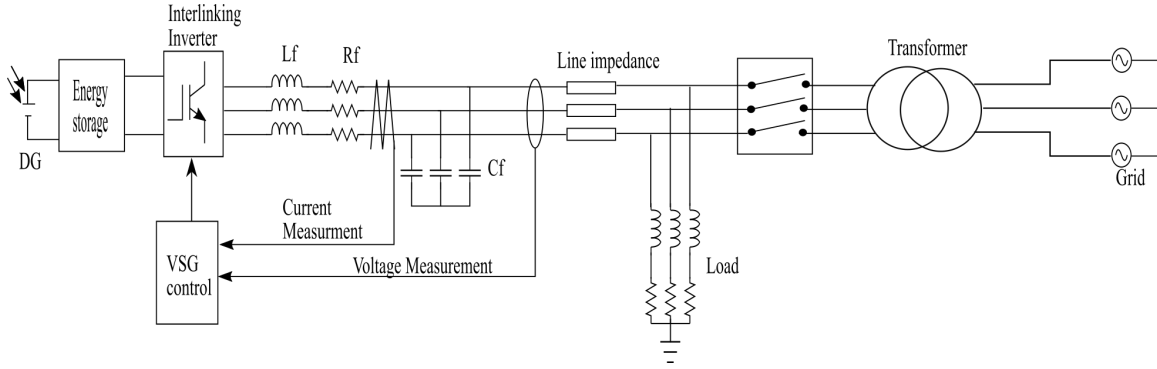 Interlinking
Inverter
Lf
Rf
Line impedance
Transformer
Energy
storage
DG
Cf
Grid
Current
Measurment
VSG
control
Voltage Measurement
Load